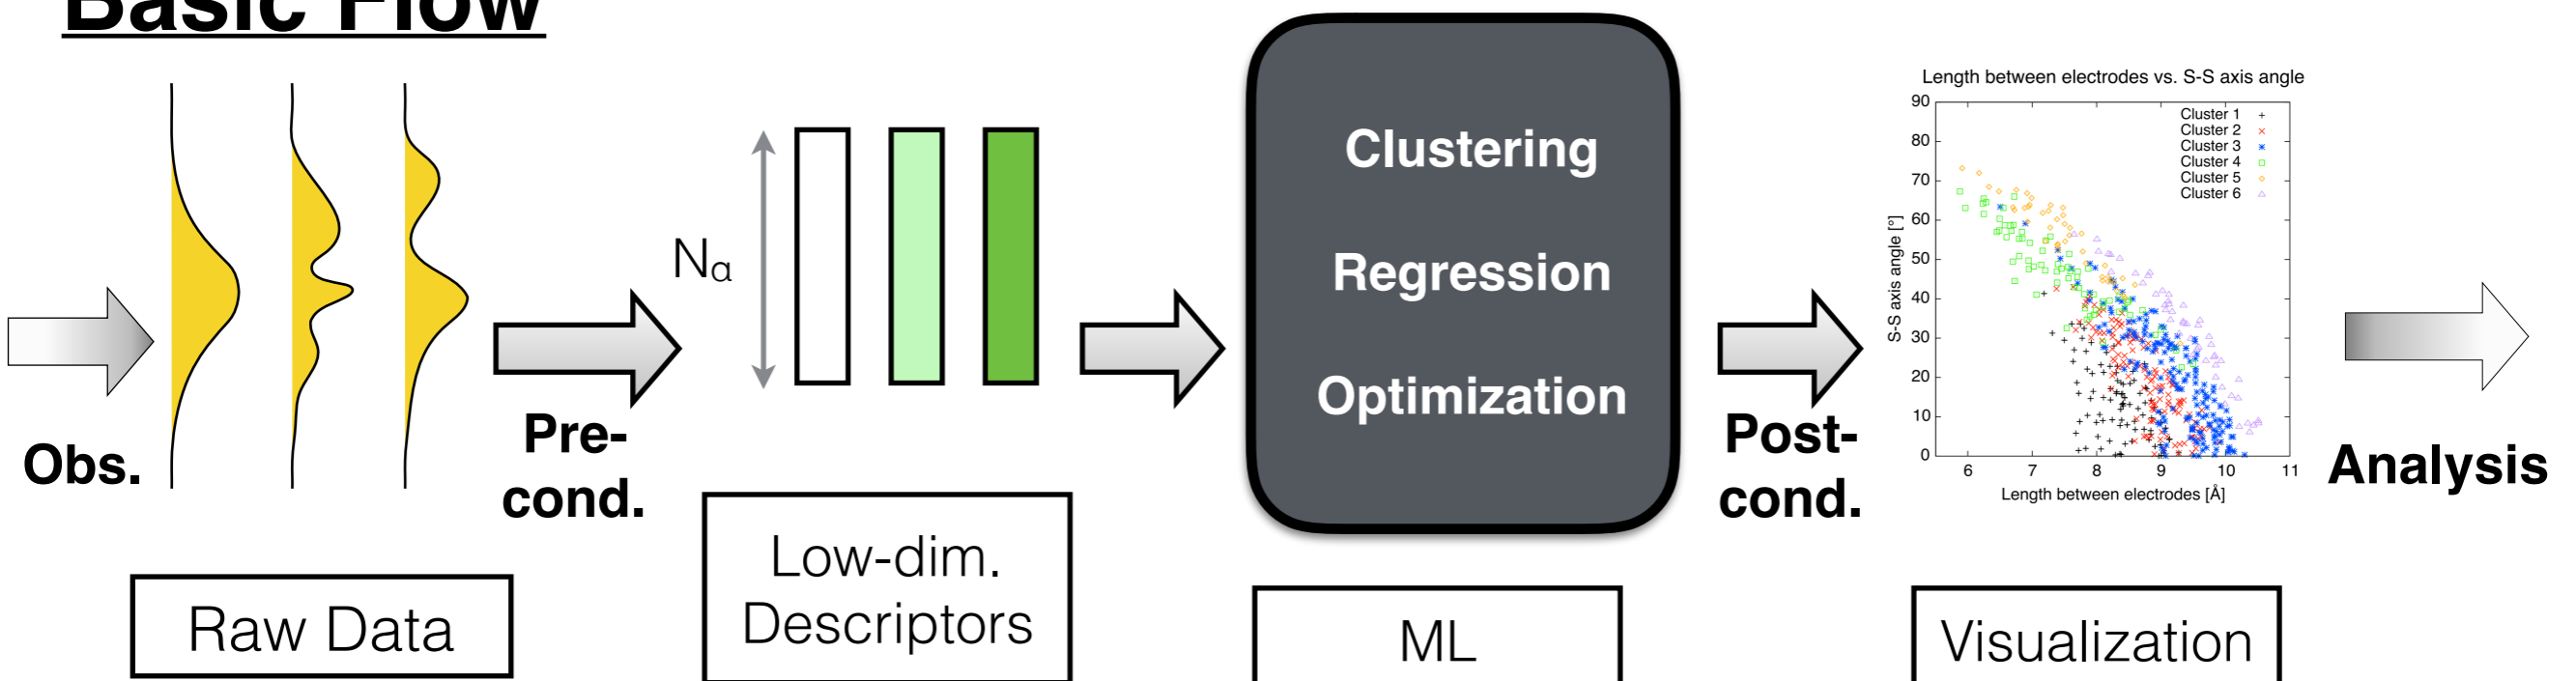 Basic Flow
Obs.
Pre-
cond.
Nα
Clustering
Regression
Optimization
Post-
cond.
Length between electrodes vs. S-S axis angle
90
80
70
60
50
40
30
20
10
0
S-S axis angle [°]
Cluster 1
Cluster 2
Cluster 3
Cluster 4
Cluster 5
Cluster 6
6 7 8 9 10 11
Length between electrodes [Å]
Analysis
Raw Data
Low-dim.
Descriptors
ML
Visualization